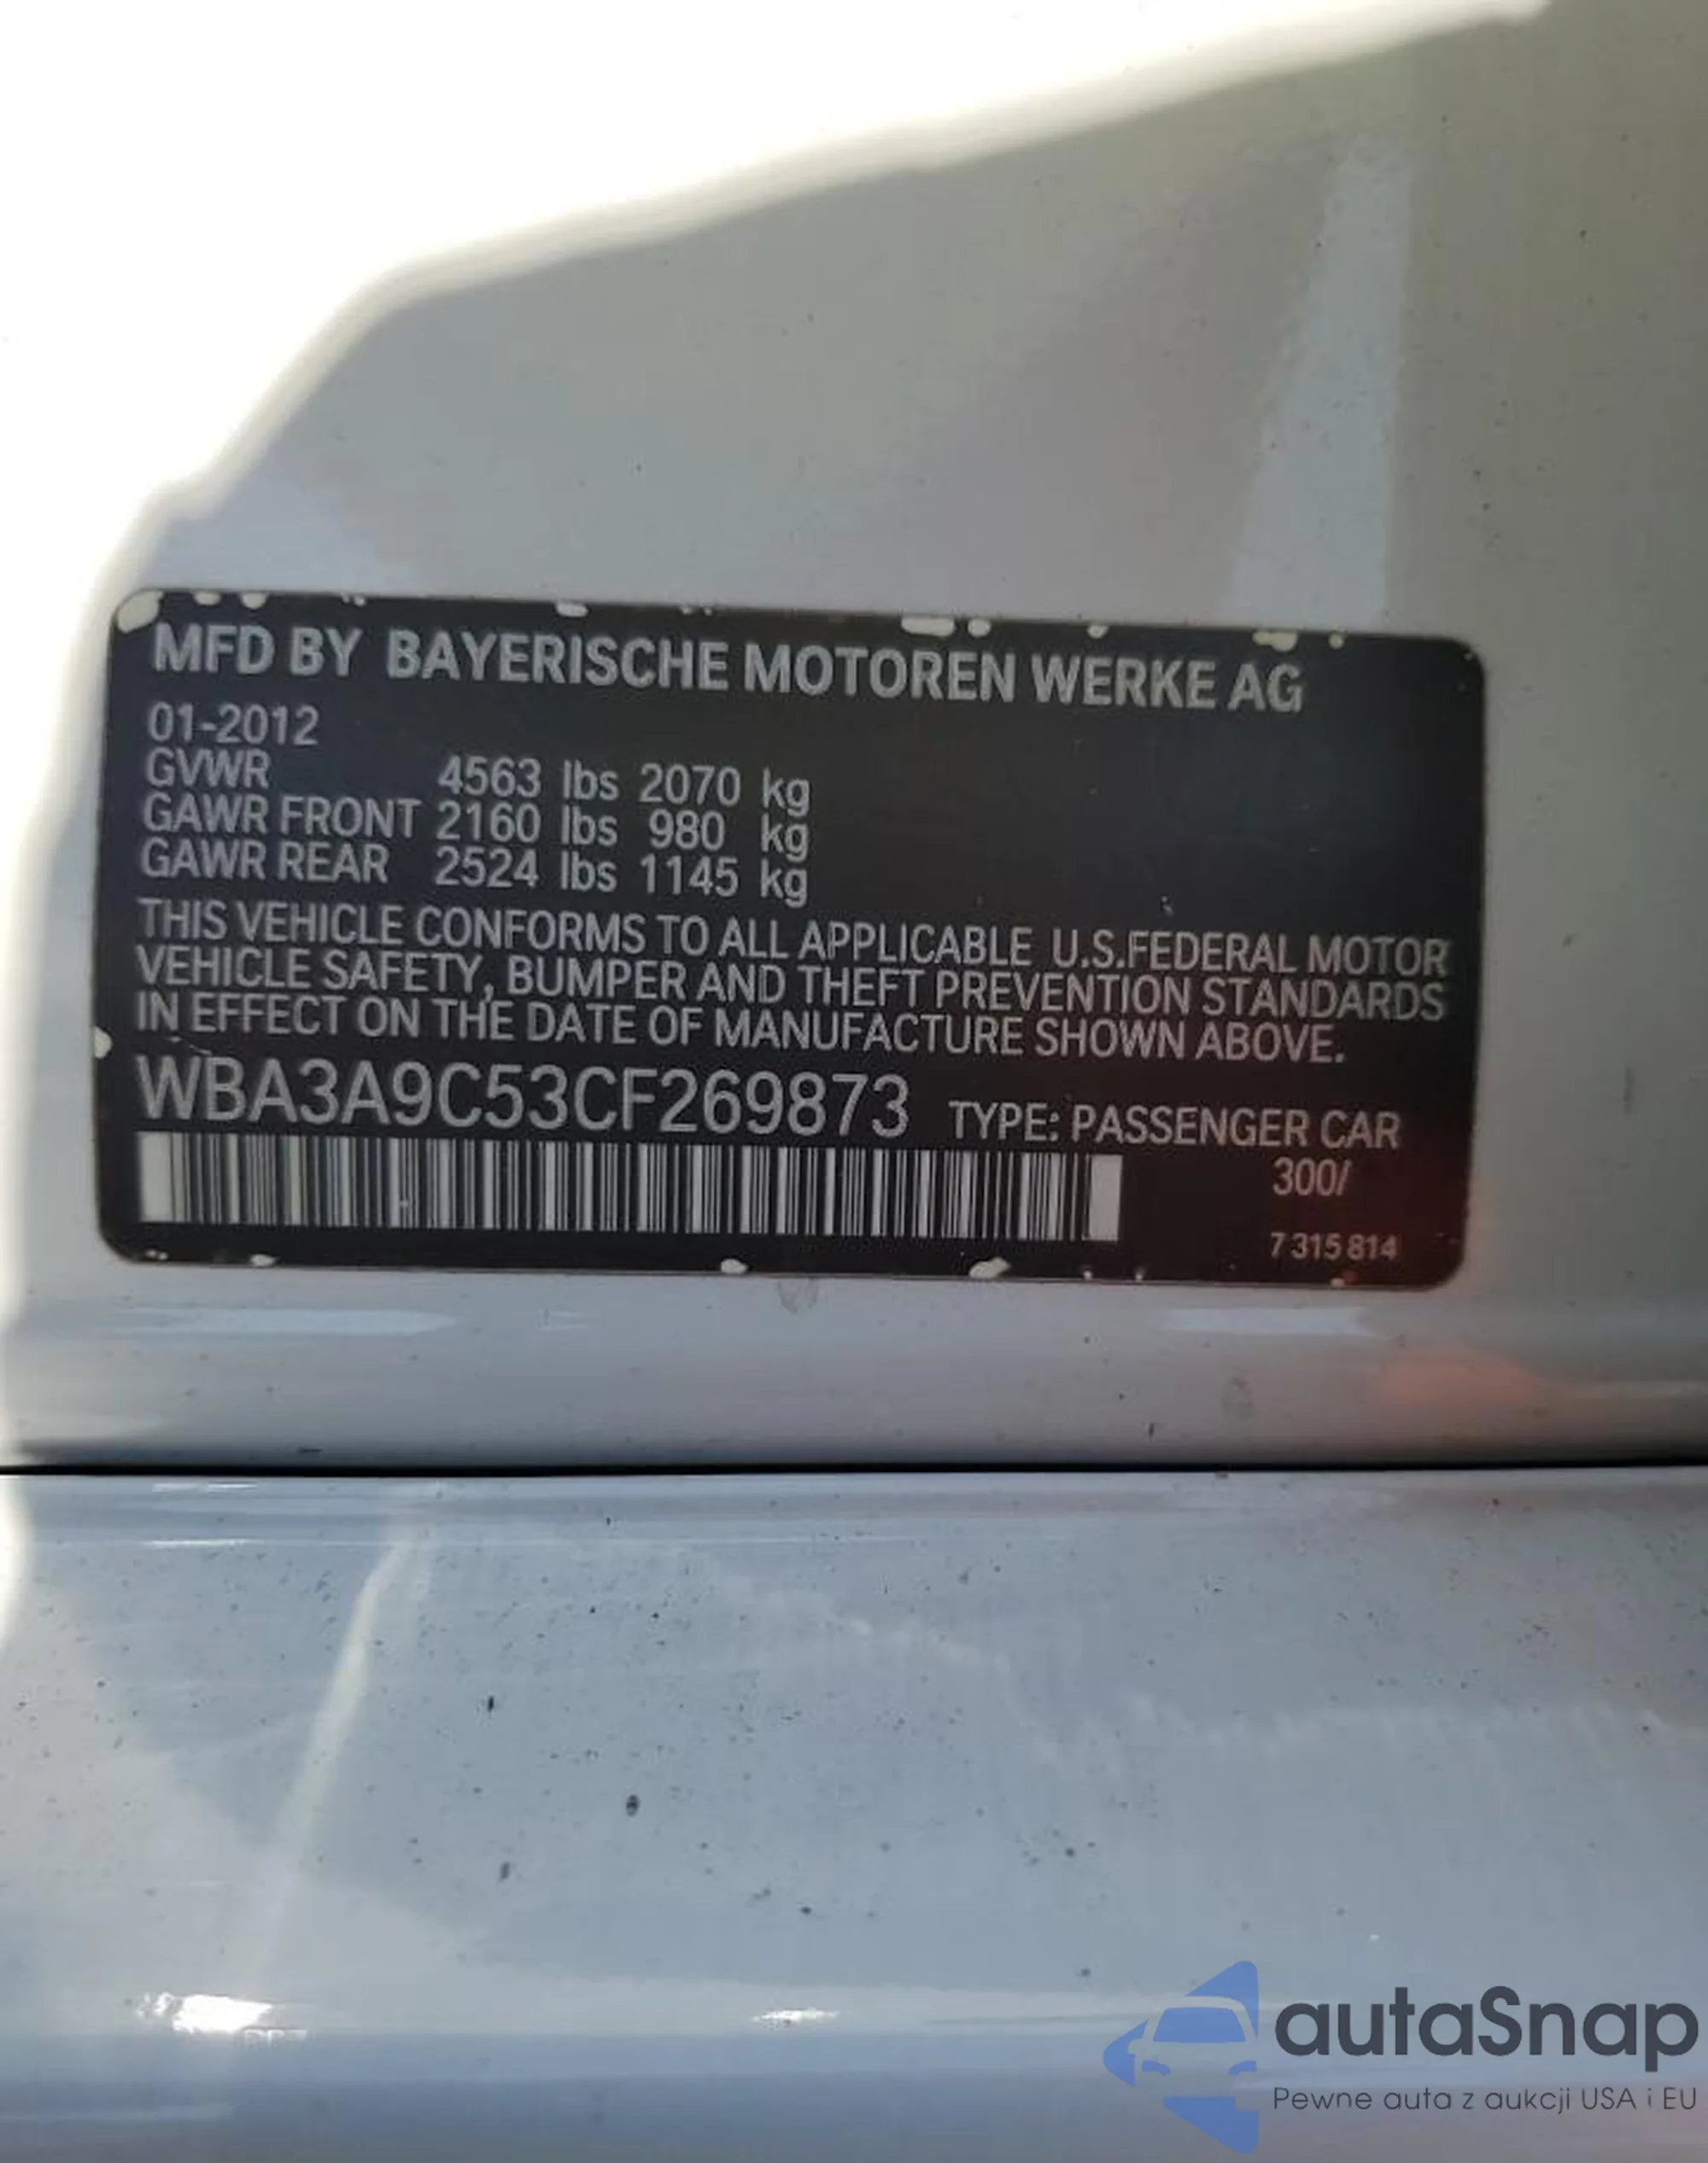 MFD BY BAYERISCHE MOTOREN WERKE AG
01-2012
GVWR 4563 lbs 2070 kg
GAWR FRONT 2160 lbs 980 kg
GAWR REAR 2524 lbs 1145 kg
THIS VEHICLE CONFORMS TO ALL APPLICABLE U.S.FEDERAL MOTOR
VEHICLE SAFETY, BUMPER AND THEFT PREVENTION STANDARDS
IN EFFECT ON THE DATE OF MANUFACTURE SHOWN ABOVE.
WBA3A9C53CF269873 TYPE: PASSENGER CAR
300/
7 315 814
autaSnap
Pewne auta z aukcji USA i EU